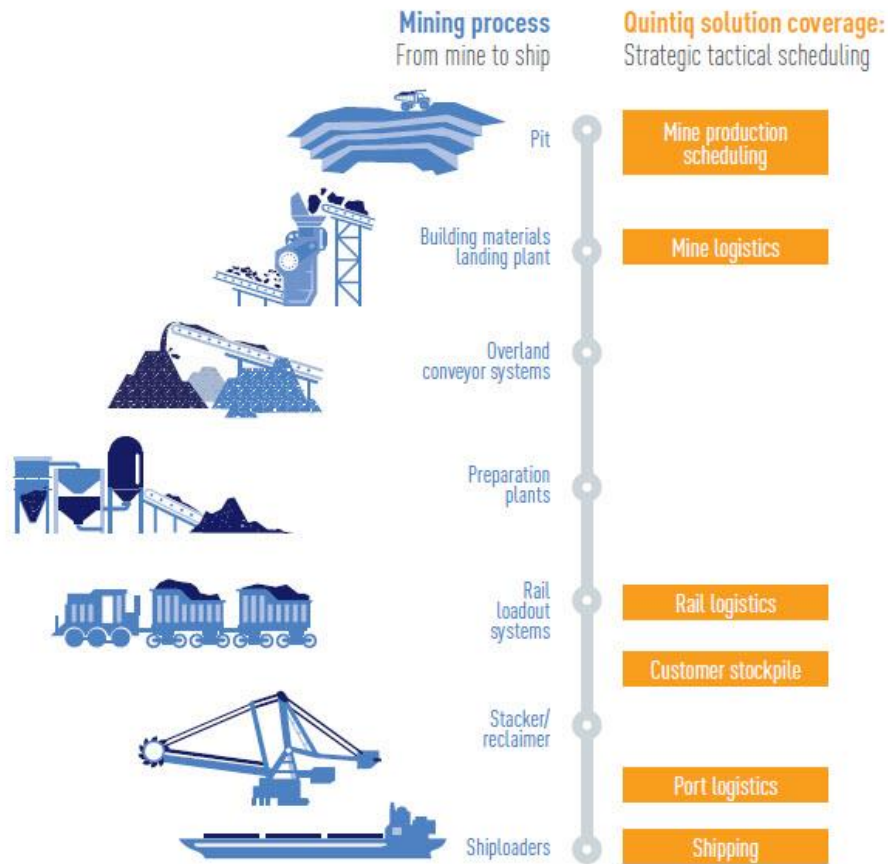 Mining process
From mine to ship
Quintiq solution coverage:
Strategic tactical scheduling
Pit
Mine production
scheduling
Building materials
landing plant
Mine logistics
Overland
conveyor systems
Preparation
plants
Rail
loadout
systems
Rail logistics
Customer stockpile
Stacker/
reclaimer
Port logistics
Shiploaders
Shipping